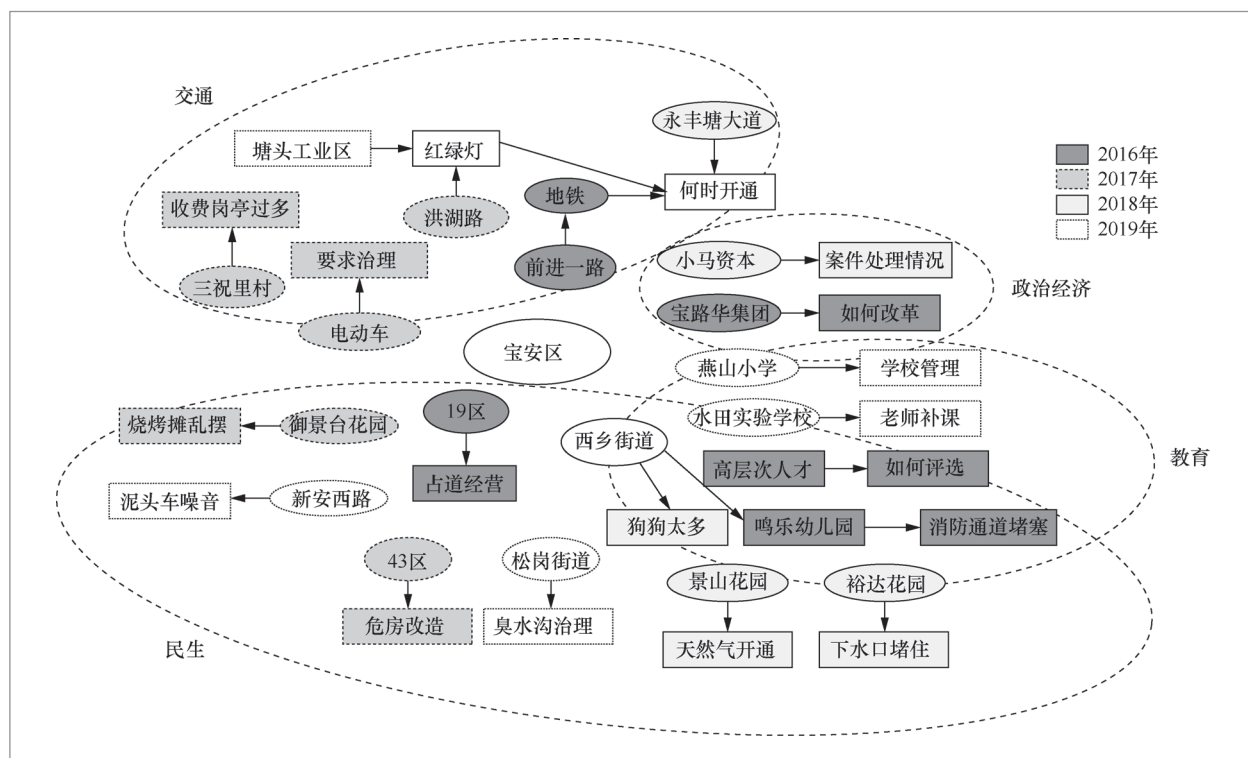 交通
永丰塘大道
塘头工业区
红绿灯
2016年
收费岗亭过多
地铁
何时开通
2017年
洪湖路
2018年
要求治理
2019年
三祝里村
前进一路
小马资本
案件处理情况
政治经济
电动车
宝路华集团
如何改革
宝安区
燕山小学
学校管理
烧烤摊乱摆
御景台花园
19区
水田实验学校
老师补课
西乡街道
教育
高层次人才
如何评选
占道经营
泥头车噪音
新安西路
狗狗太多
鸣乐幼儿园
消防通道堵塞
43区
松岗街道
景山花园
裕达花园
危房改造
臭水沟治理
民生
天然气开通
下水口堵住